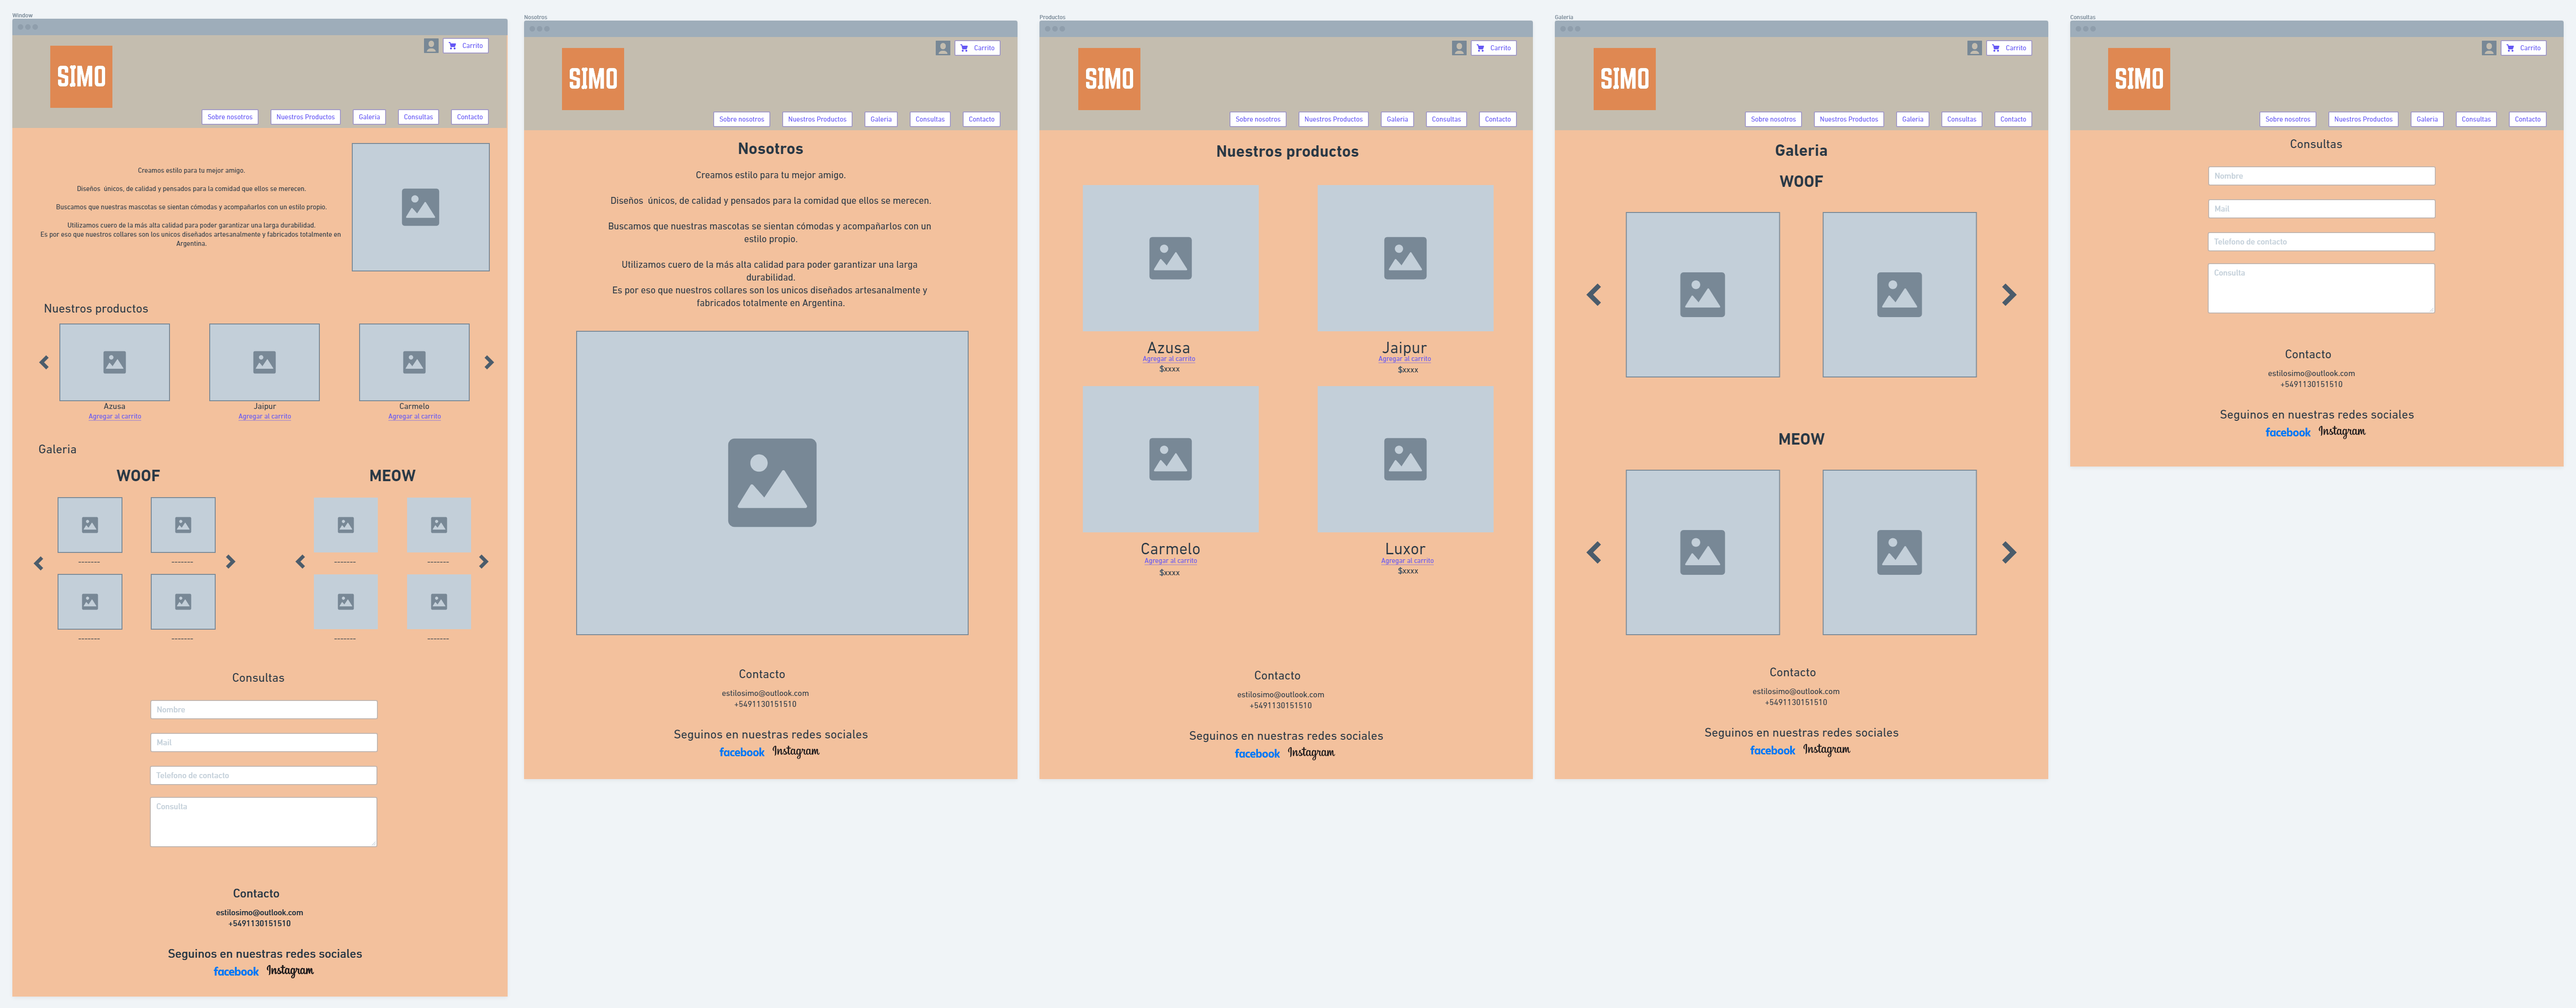 Window
SIMO
Carrito
Sobre nosotros
Nuestros Productos
Galeria
Consultas
Contacto
Creamos estilo para tu mejor amigo.
Diseños únicos, de calidad y pensados para la comidad que ellos se merecen.
Buscamos que nuestras mascotas se sientan cómodas y acompañarlos con un estilo propio.
Utilizamos cuero de la más alta calidad para poder garantizar una larga durabilidad.
Es por eso que nuestros collares son los unicos diseñados artesanalmente y fabricados totalmente en
Argentina.
Nuestros productos
Azusa
Agregar al carrito
Jaipur
Agregar al carrito
Carmelo
Agregar al carrito
Galeria
WOOF
MEOW
-------
-------
-------
-------
-------
-------
-------
-------
Consultas
Nombre
Mail
Telefono de contacto
Consulta
Contacto
estilosimo@outlook.com
+5491130151510
Seguinos en nuestras redes sociales
facebook Instagram
Nosotros
SIMO
Carrito
Sobre nosotros
Nuestros Productos
Galeria
Consultas
Contacto
Nosotros
Creamos estilo para tu mejor amigo.
Diseños únicos, de calidad y pensados para la comidad que ellos se merecen.
Buscamos que nuestras mascotas se sientan cómodas y acompañarlos con un
estilo propio.
Utilizamos cuero de la más alta calidad para poder garantizar una larga
durabilidad.
Es por eso que nuestros collares son los unicos diseñados artesanalmente y
fabricados totalmente en Argentina.
Contacto
estilosimo@outlook.com
+5491130151510
Seguinos en nuestras redes sociales
facebook Instagram
Productos
SIMO
Carrito
Sobre nosotros
Nuestros Productos
Galeria
Consultas
Contacto
Nuestros productos
Azusa
Agregar al carrito
$xxxx
Jaipur
Agregar al carrito
$xxxx
Carmelo
Agregar al carrito
$xxxx
Luxor
Agregar al carrito
$xxxx
Contacto
estilosimo@outlook.com
+5491130151510
Seguinos en nuestras redes sociales
facebook Instagram
Galeria
SIMO
Carrito
Sobre nosotros
Nuestros Productos
Galeria
Consultas
Contacto
Galeria
WOOF
MEOW
Contacto
estilosimo@outlook.com
+5491130151510
Seguinos en nuestras redes sociales
facebook Instagram
Consultas
SIMO
Carrito
Sobre nosotros
Nuestros Productos
Galeria
Consultas
Contacto
Consultas
Nombre
Mail
Telefono de contacto
Consulta
Contacto
estilosimo@outlook.com
+5491130151510
Seguinos en nuestras redes sociales
facebook Instagram